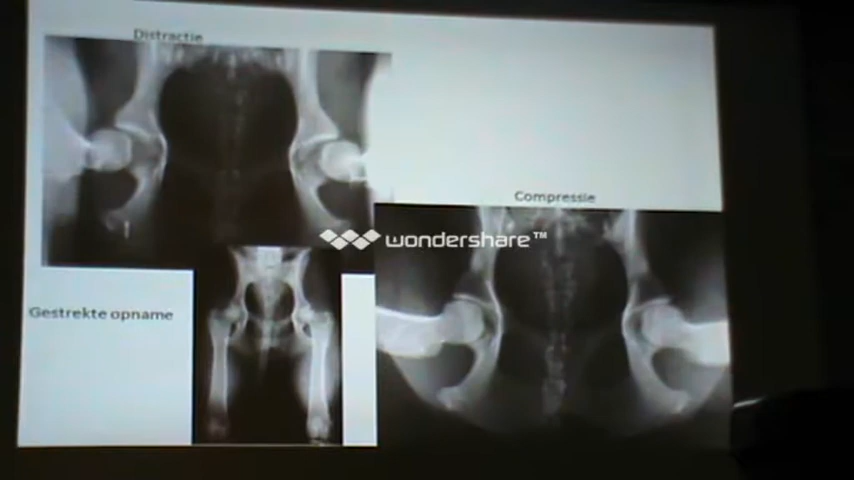 Distractie
Compressie
wondershare™
Gestrekte opname